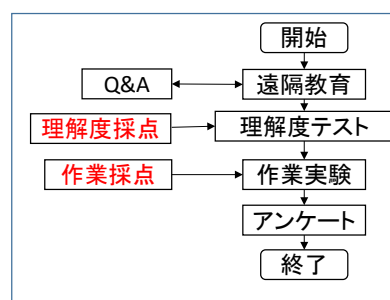 開始
Q&A
遠隔教育
理解度採点
理解度テスト
作業採点
作業実験
アンケート
終了